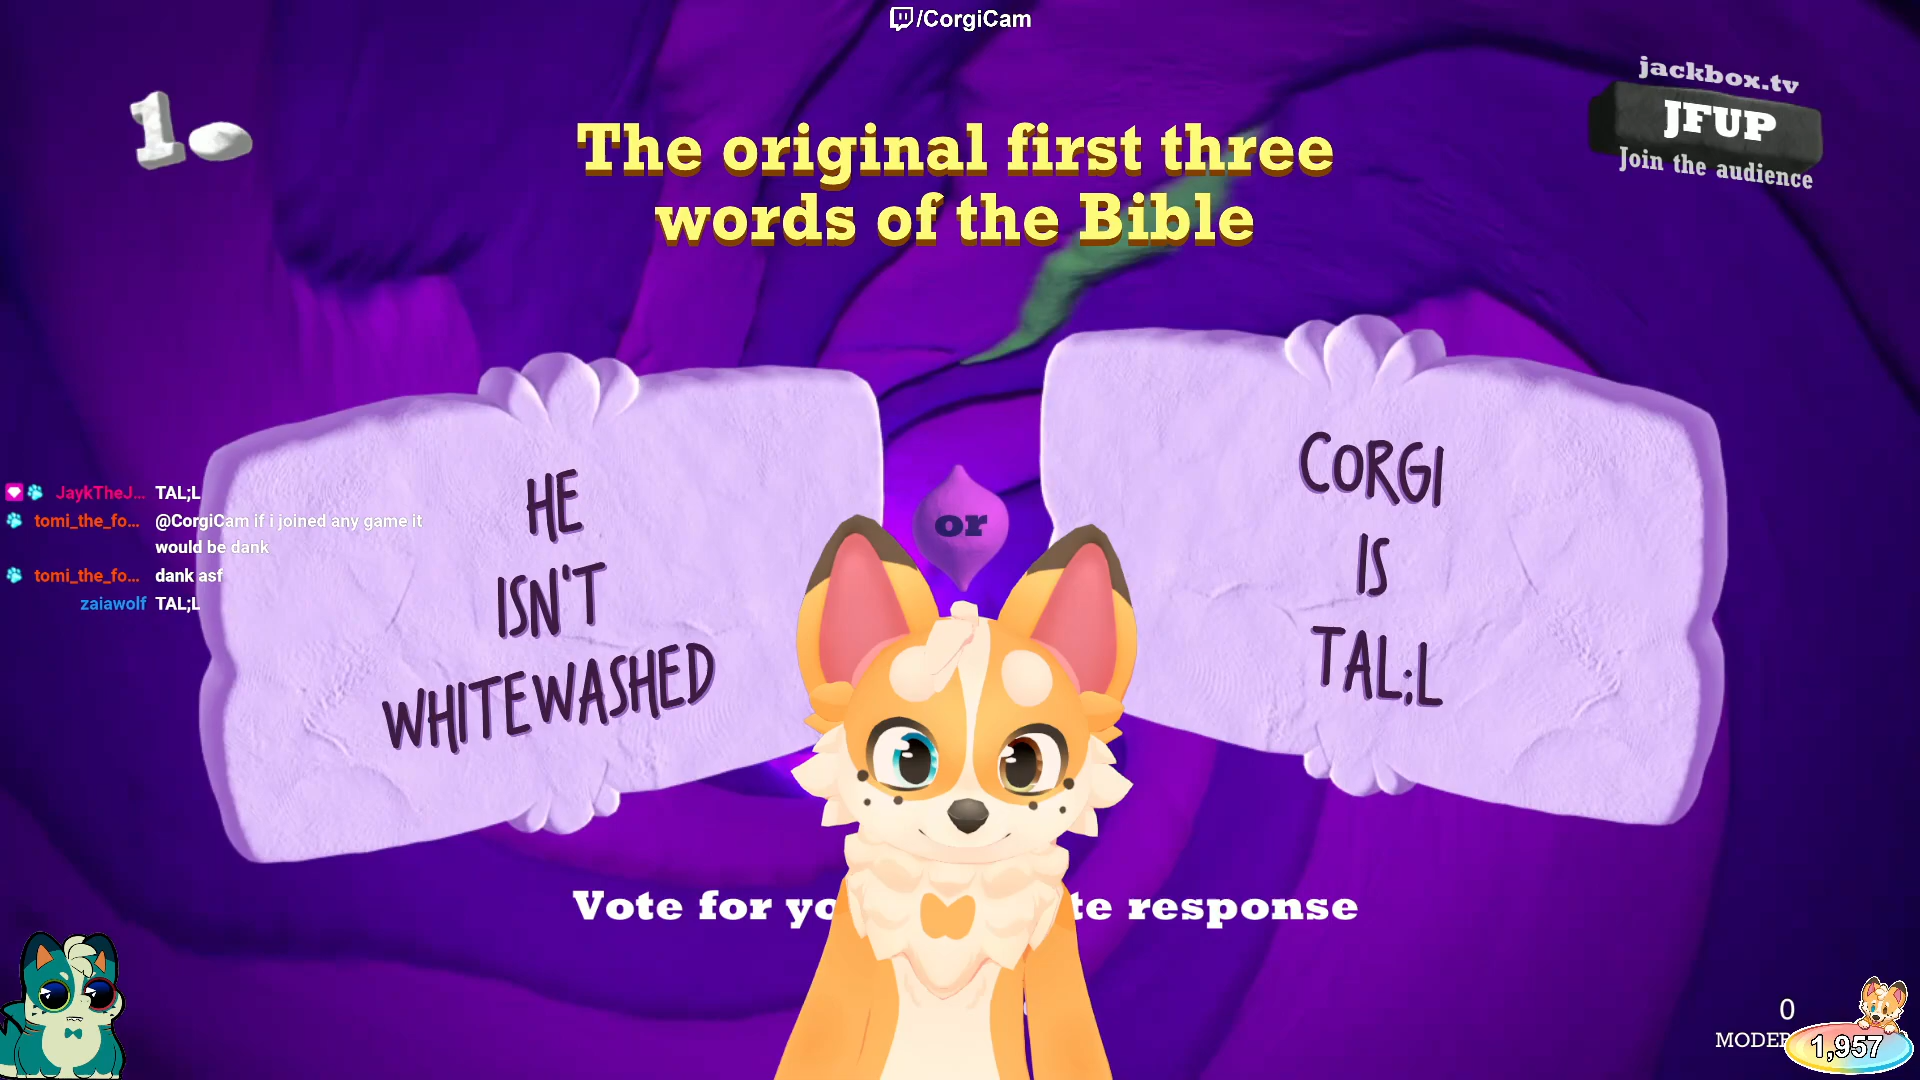 /CorgiCam
jackbox.tv
JFUP
Join the audience
1.
The original first three
words of the Bible
HE
ISN'T
WHITEWASHED
or
CORGI
IS
TAL;L
JaykTheJ... TAL;L
tomi_the_fo... @CorgiCam if i joined any game it
would be dank
tomi_the_fo... dank asf
zaiawolf TAL;L
Vote for yo te response
0
MODE
1,957